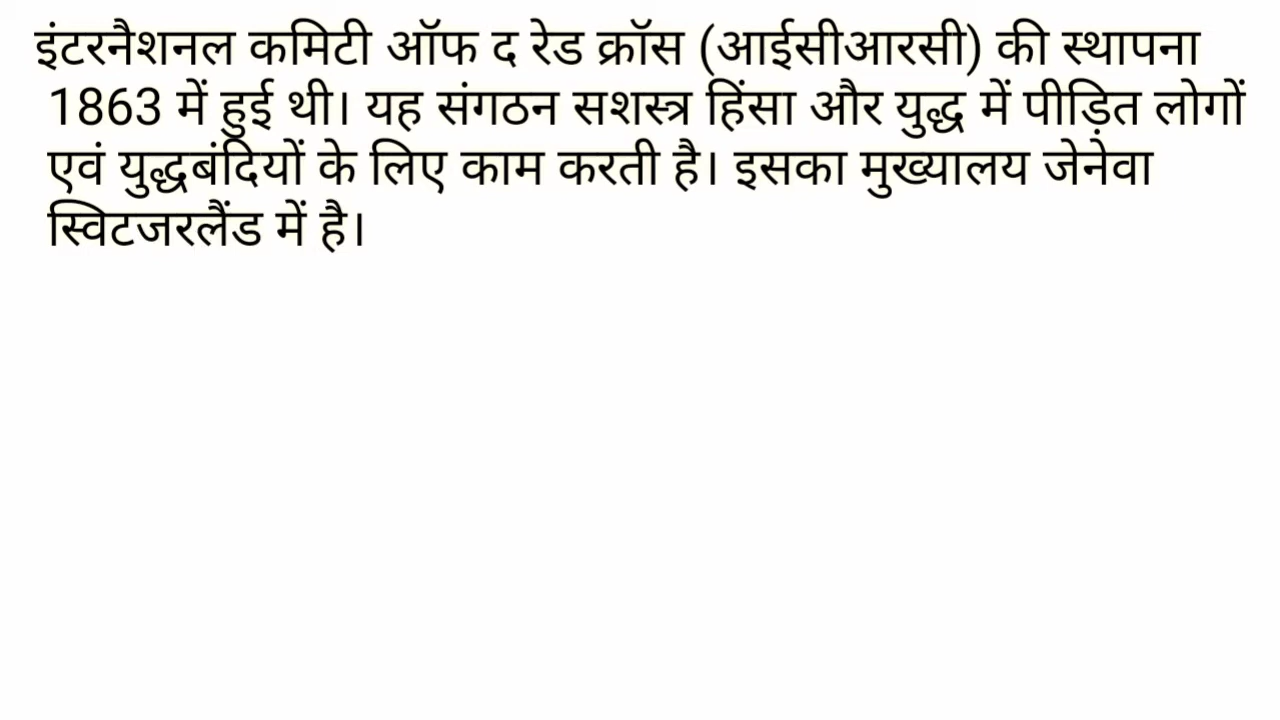 इंटरनैशनल कमिटी ऑफ द रेड क्रॉस (आईसीआरसी) की स्थापना
1863 में हुई थी। यह संगठन सशस्त्र हिंसा और युद्ध में पीड़ित लोगों
एवं युद्धबंदियों के लिए काम करती है। इसका मुख्यालय जेनेवा
स्विटजरलैंड में है।